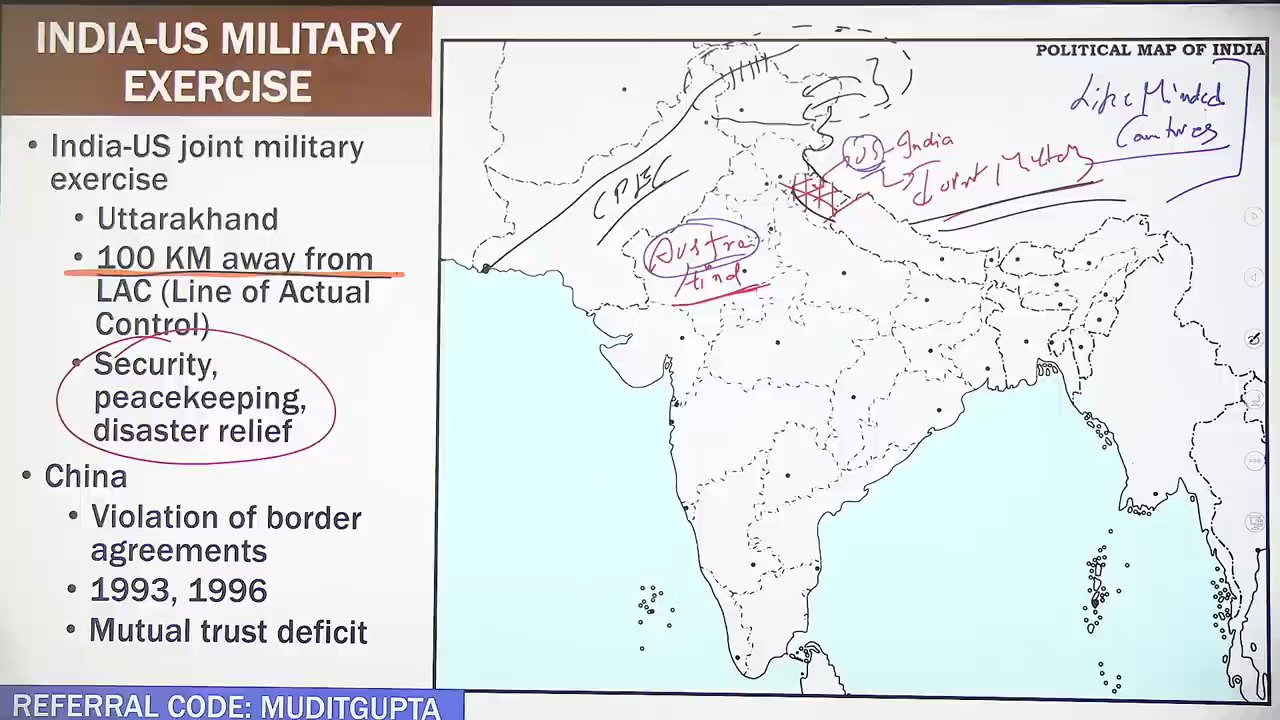 INDIA-US MILITARY
EXERCISE
• India-US joint military
exercise
• Uttarakhand
• 100 KM away from
LAC (Line of Actual
Control)
• Security,
peacekeeping,
disaster relief
• China
• Violation of border
agreements
• 1993, 1996
• Mutual trust deficit
REFERRAL CODE: MUDITGUPTA
POLITICAL MAP OF INDIA
Like Minded
Countries
US - India
CPEC
Austra
Hind